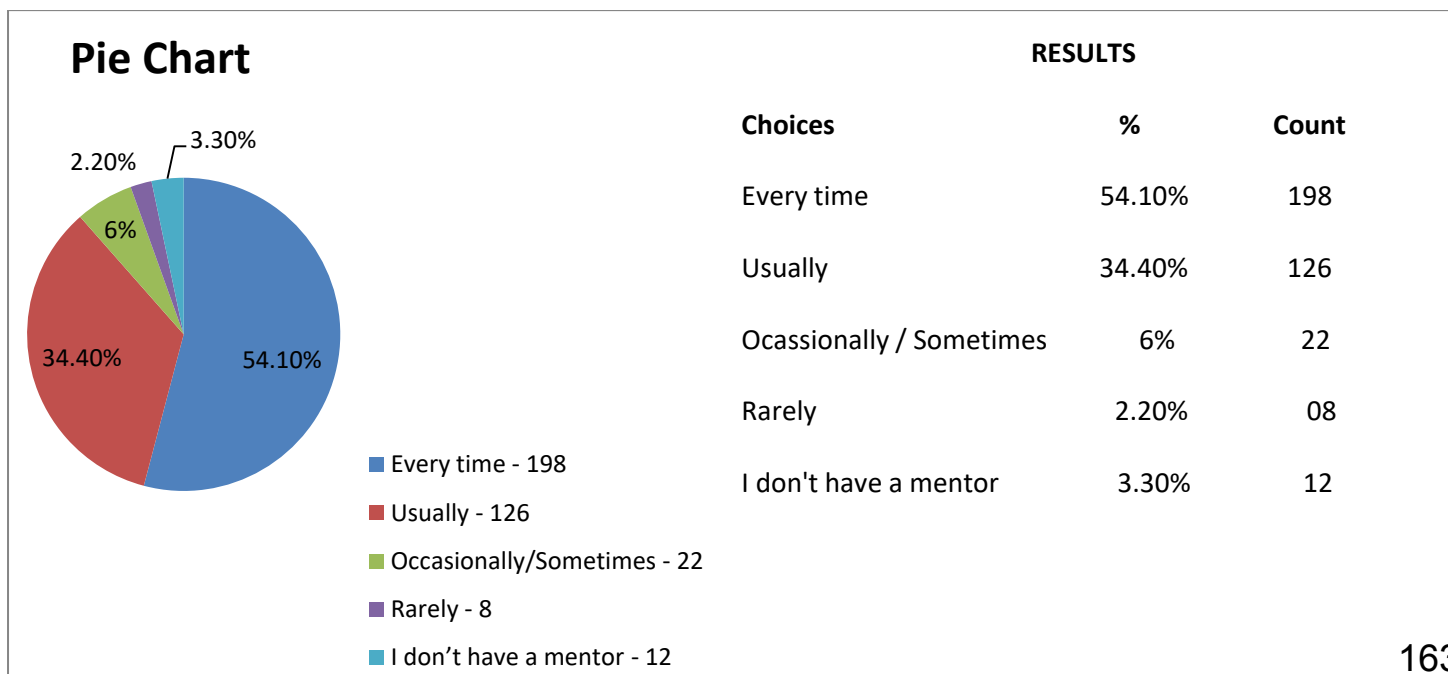 Pie Chart
3.30%
2.20%
6%
34.40%
54.10%
Every time - 198
Usually - 126
Occasionally/Sometimes - 22
Rarely - 8
I don’t have a mentor - 12
RESULTS
Choices % Count
Every time 54.10% 198
Usually 34.40% 126
Ocassionally / Sometimes 6% 22
Rarely 2.20% 08
I don't have a mentor 3.30% 12
163